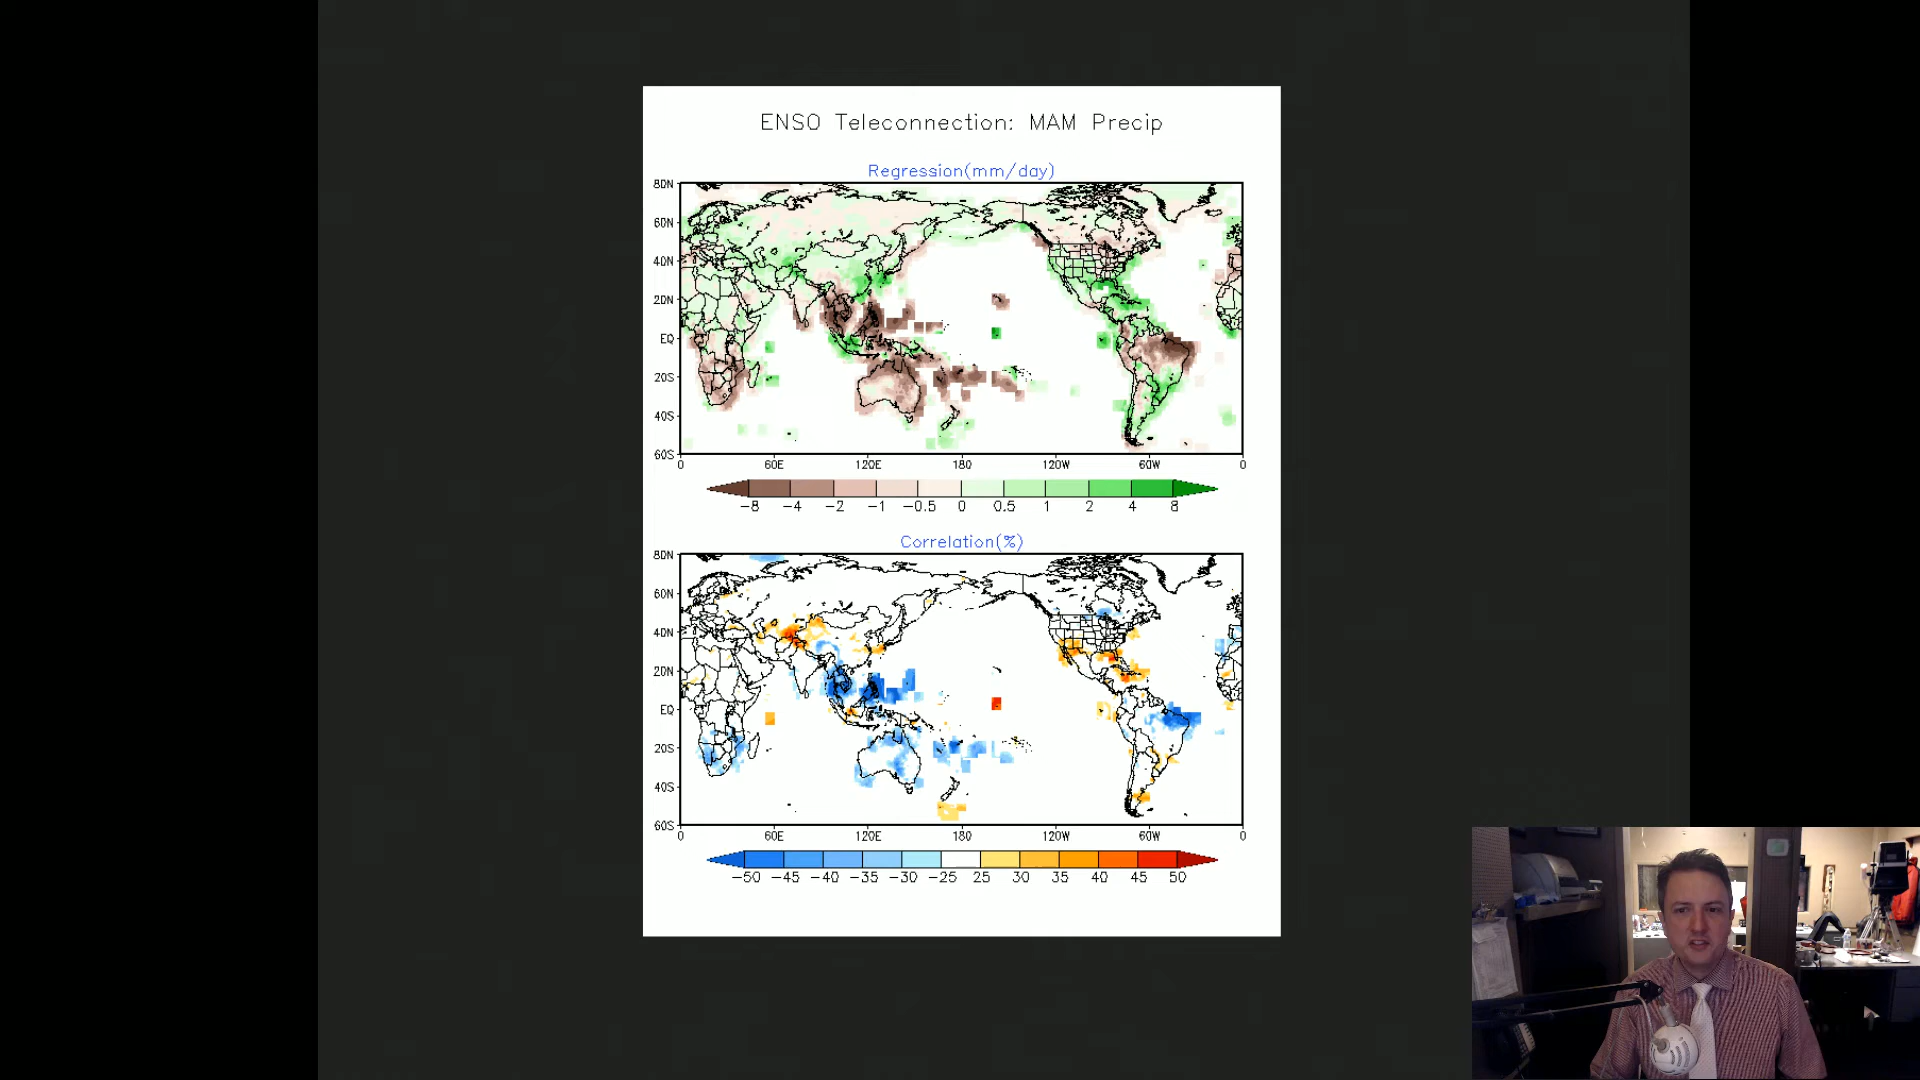 ENSO Teleconnection: MAM Precip
Regression(mm/day)
80N
60N
40N
20N
EQ
20S
40S
60S
0 60E 120E 180 120W 60W 0
−8 −4 −2 −1 −0.5 0 0.5 1 2 4 8
Correlation(%)
80N
60N
40N
20N
EQ
20S
40S
60S
0 60E 120E 180 120W 60W 0
−50 −45 −40 −35 −30 −25 25 30 35 40 45 50